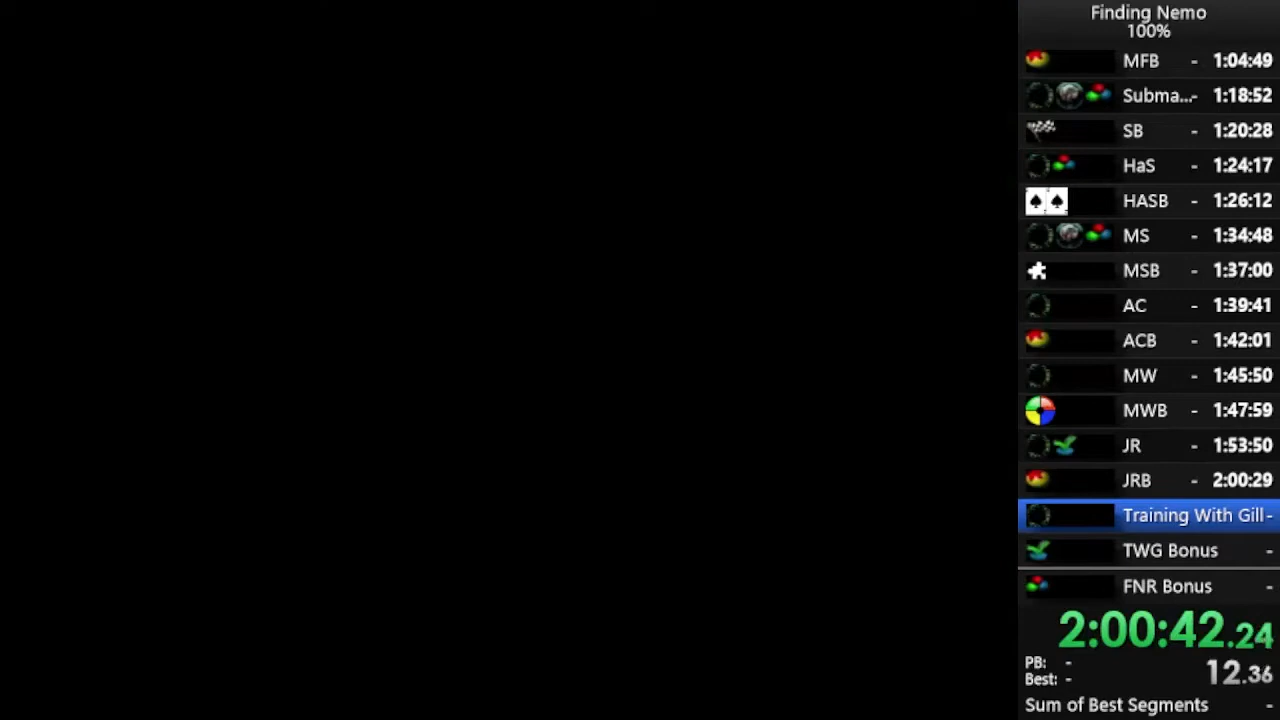 Finding Nemo
100%
MFB - 1:04:49
Subma...- 1:18:52
SB - 1:20:28
HaS - 1:24:17
HASB - 1:26:12
MS - 1:34:48
MSB - 1:37:00
AC - 1:39:41
ACB - 1:42:01
MW - 1:45:50
MWB - 1:47:59
JR - 1:53:50
JRB - 2:00:29
Training With Gill -
TWG Bonus -
FNR Bonus -
2:00:42.24
PB: -
Best: - 12.36
Sum of Best Segments -